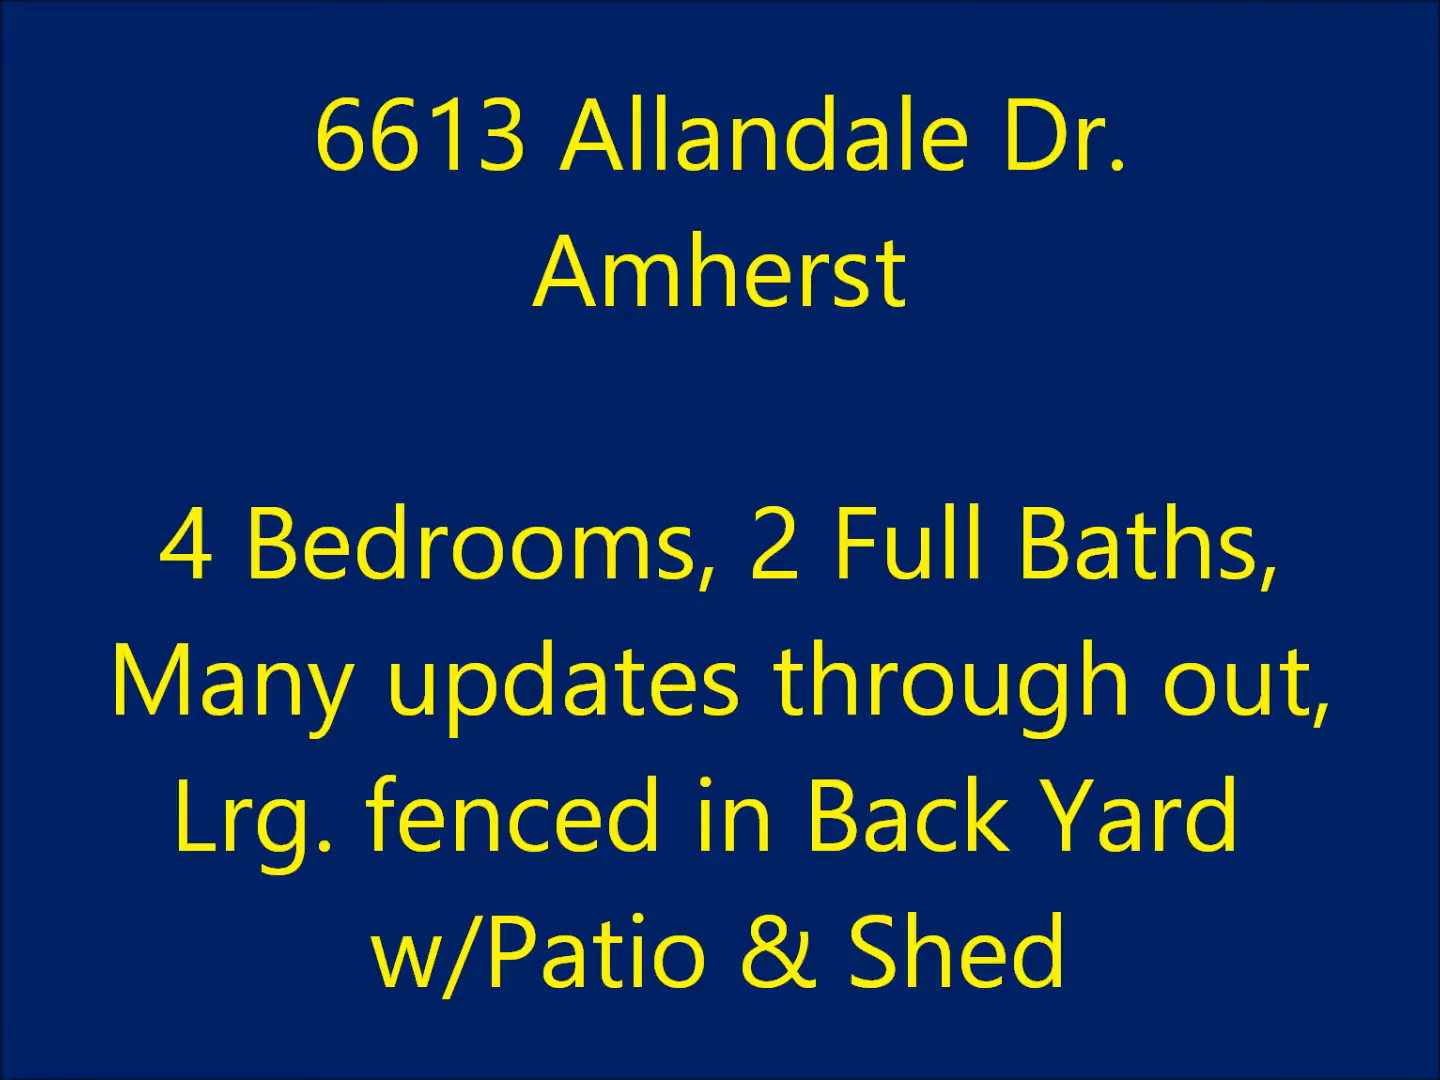 6613 Allandale Dr.
Amherst
4 Bedrooms, 2 Full Baths,
Many updates through out,
Lrg. fenced in Back Yard
w/Patio & Shed